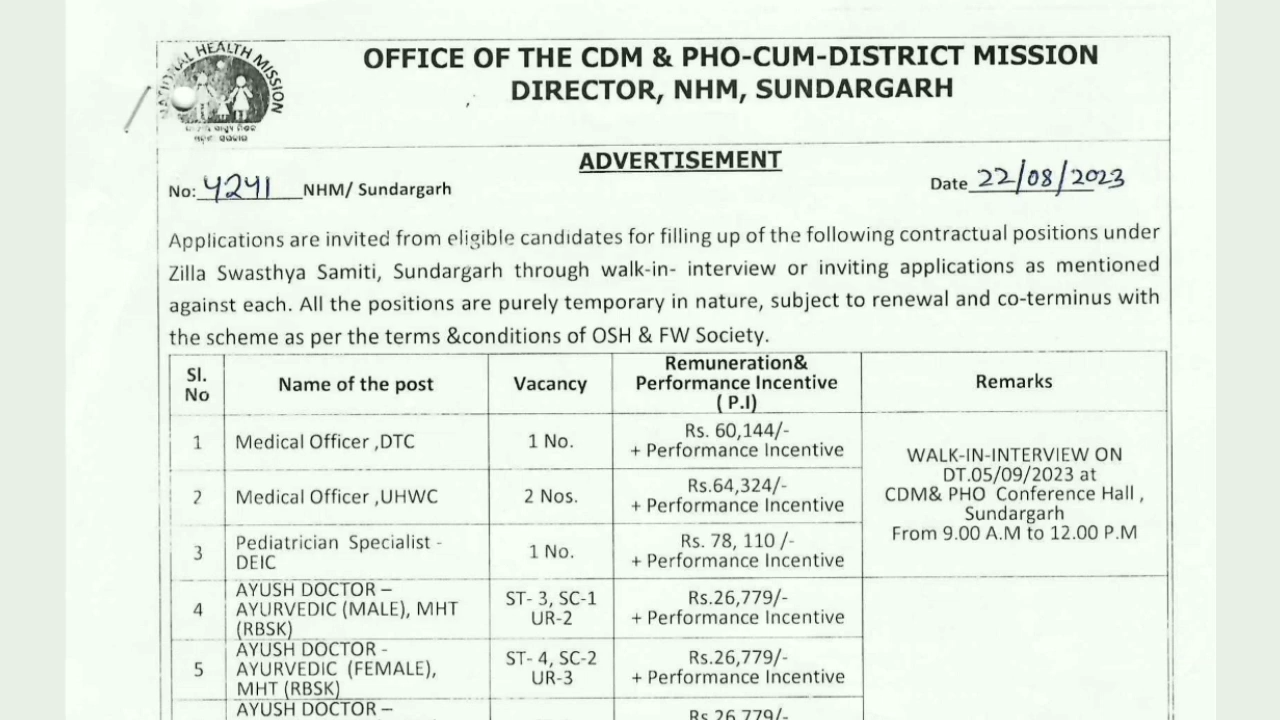 NATIONAL HEALTH MISSION
OFFICE OF THE CDM & PHO-CUM-DISTRICT MISSION
DIRECTOR, NHM, SUNDARGARH
ADVERTISEMENT
No: 4241 NHM/ Sundargarh
Date 22/08/2023
Applications are invited from eligible candidates for filling up of the following contractual positions under
Zilla Swasthya Samiti, Sundargarh through walk-in- interview or inviting applications as mentioned
against each. All the positions are purely temporary in nature, subject to renewal and co-terminus with
the scheme as per the terms &conditions of OSH & FW Society.
Sl.
No
Name of the post
Vacancy
Remuneration&
Performance Incentive
( P.I)
Remarks
1
Medical Officer ,DTC
1 No.
Rs. 60,144/-
+ Performance Incentive
WALK-IN-INTERVIEW ON
DT.05/09/2023 at
CDM& PHO Conference Hall ,
Sundargarh
From 9.00 A.M to 12.00 P.M
2
Medical Officer ,UHWC
2 Nos.
Rs.64,324/-
+ Performance Incentive
3
Pediatrician Specialist -
DEIC
1 No.
Rs. 78, 110 /-
+ Performance Incentive
4
AYUSH DOCTOR –
AYURVEDIC (MALE), MHT
(RBSK)
ST- 3, SC-1
UR-2
Rs.26,779/-
+ Performance Incentive
5
AYUSH DOCTOR -
AYURVEDIC (FEMALE),
MHT (RBSK)
ST- 4, SC-2
UR-3
Rs.26,779/-
+ Performance Incentive
AYUSH DOCTOR –
Rs.26,779/-